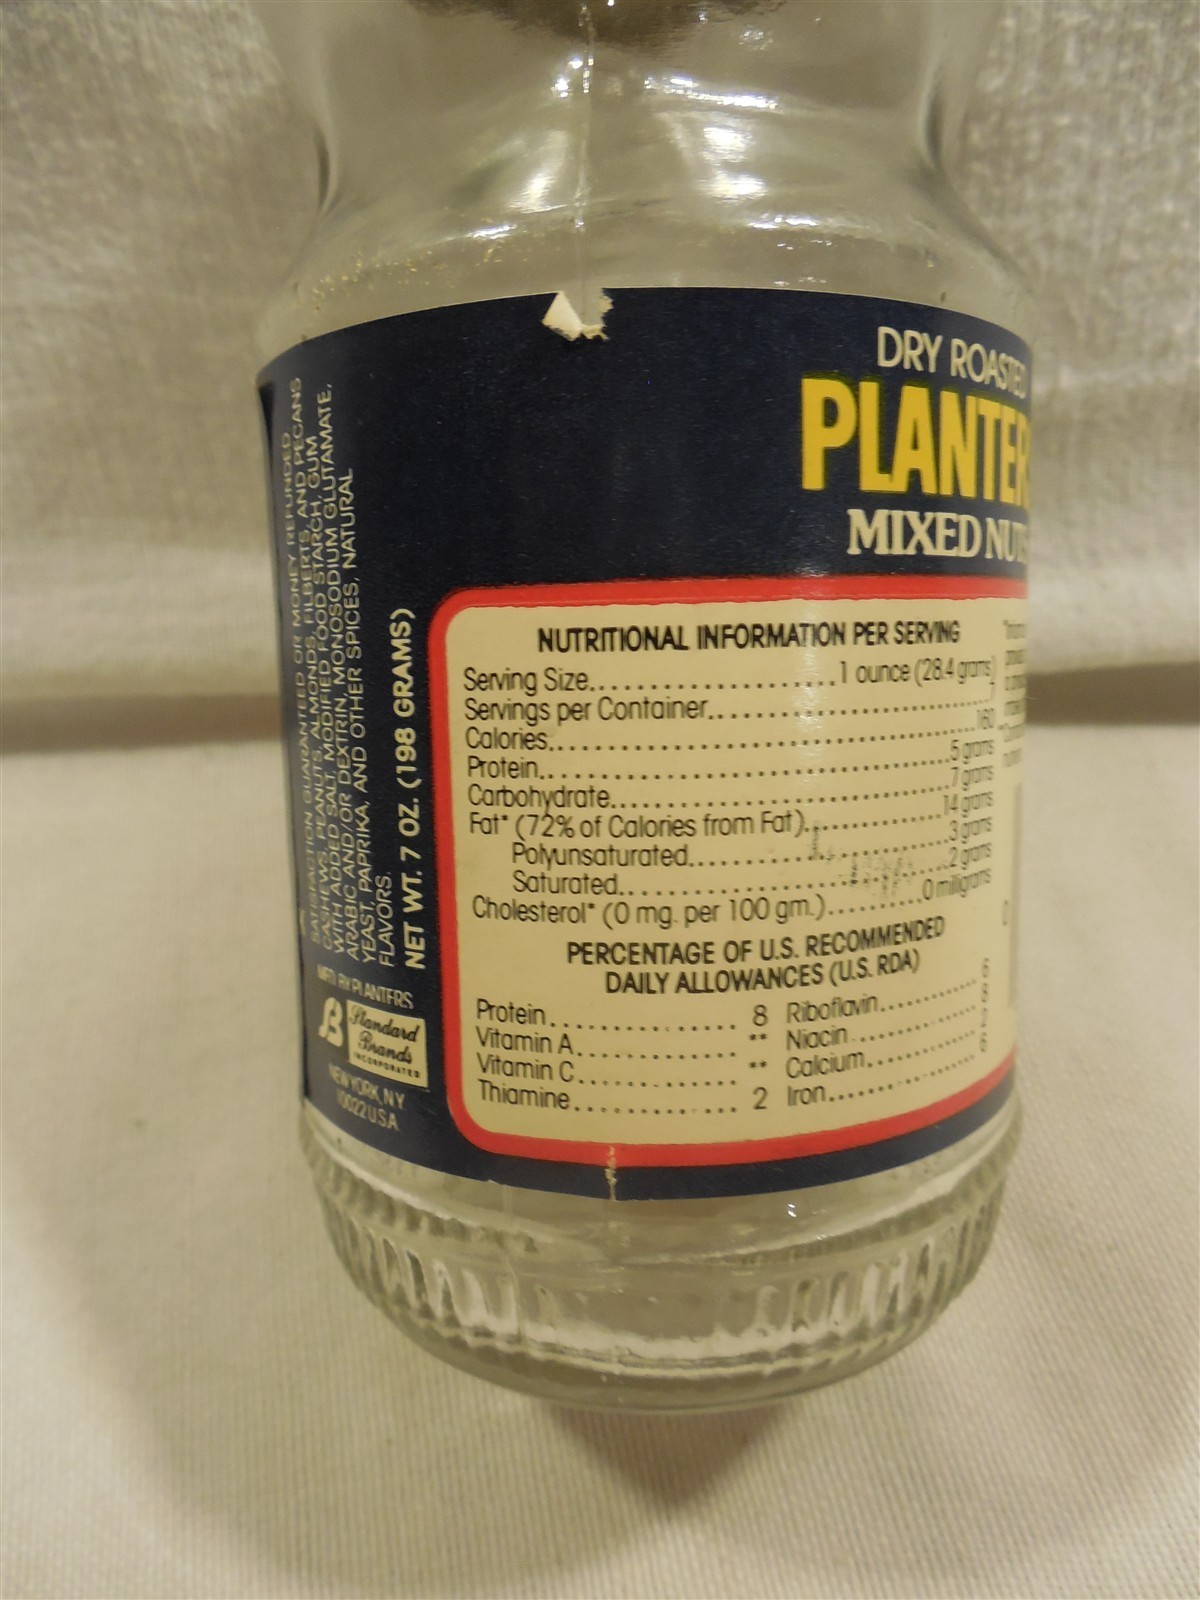 DRY ROASTED
PLANTER
MIXED NUTS
NUTRITIONAL INFORMATION PER SERVING
Serving Size....................1 ounce (28.4 grams)
Servings per Container....................7
Calories....................160
Protein....................5 grams
Carbohydrate....................7 grams
Fat* (72% of Calories from Fat)....................14 grams
Polyunsaturated....................3 grams
Saturated....................2 grams
Cholesterol* (0 mg. per 100 gm.)..........0 milligrams
PERCENTAGE OF U.S. RECOMMENDED
DAILY ALLOWANCES (U.S. RDA)
Protein............... 8 Riboflavin............6
Vitamin A............... ** Niacin............8
Vitamin C............... ** Calcium............2
Thiamine............... 2 Iron............6
SATISFACTION GUARANTEED OR MONEY REFUNDED
CASHEWS, PEANUTS, ALMONDS, FILBERTS, AND PECANS
WITH ADDED SALT, MODIFIED FOOD STARCH, GUM
ARABIC AND/OR DEXTRIN, MONOSODIUM GLUTAMATE,
YEAST, PAPRIKA, AND OTHER SPICES, NATURAL
FLAVORS.
NET WT. 7 OZ. (198 GRAMS)
MFD BY PLANTERS
Standard
Brands
INCORPORATED
NEW YORK, N.Y.
10022 U.S.A.